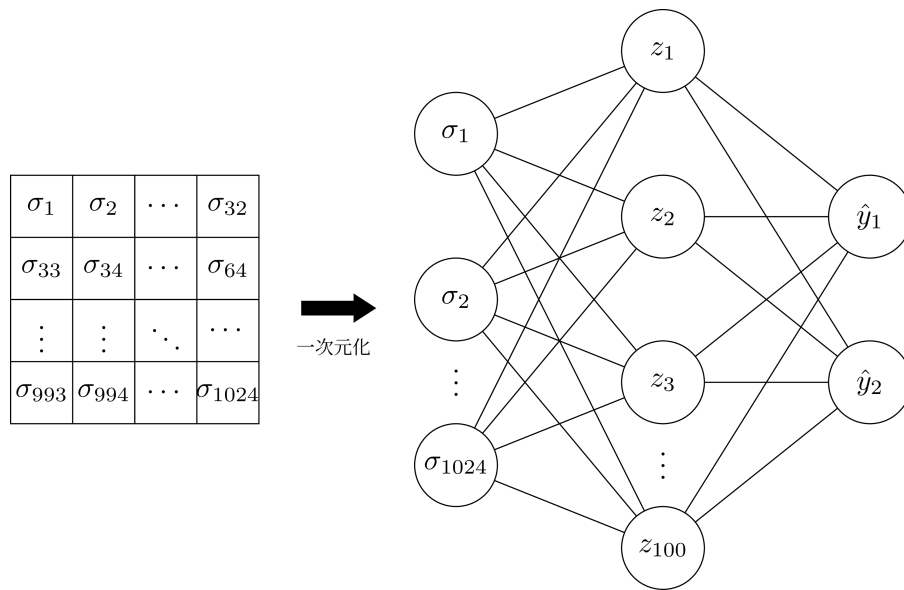 σ₁ σ₂ ⋯ σ₃₂
σ₃₃ σ₃₄ ⋯ σ₆₄
⋮ ⋮ ⋱ ⋯
σ₉₉₃ σ₉₉₄ ⋯ σ₁₀₂₄
一次元化
σ₁
σ₂
⋮
σ₁₀₂₄
z₁
z₂
z₃
⋮
z₁₀₀
ŷ₁
ŷ₂